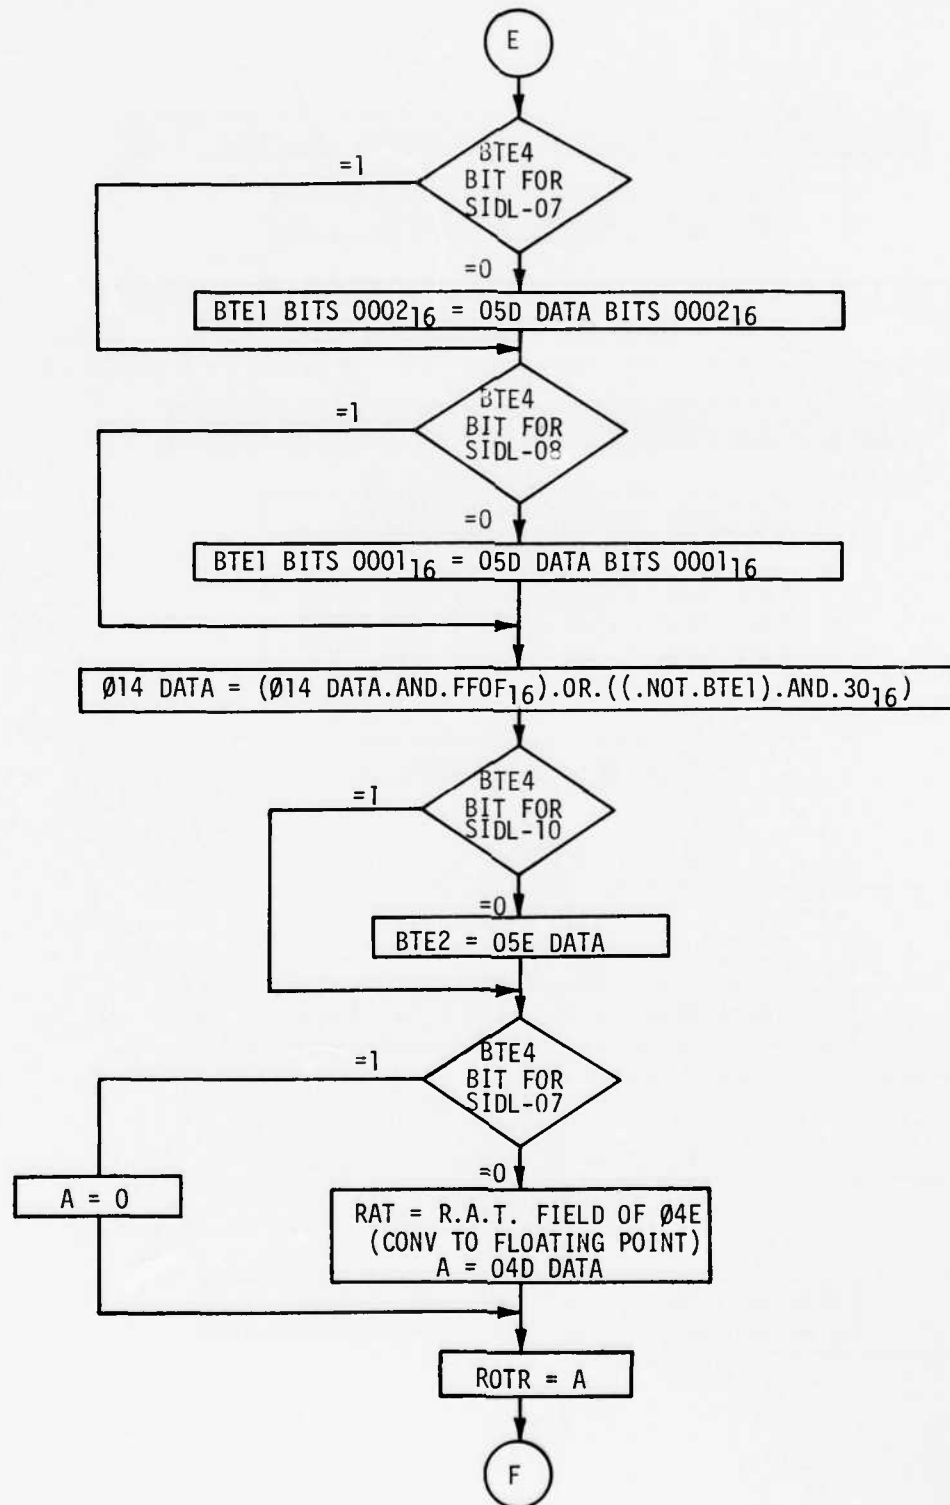 E
BTE4
BIT FOR
SIDL-07
=1
=0
BTE1 BITS 0002₁₆ = 05D DATA BITS 0002₁₆
BTE4
BIT FOR
SIDL-08
=1
=0
BTE1 BITS 0001₁₆ = 05D DATA BITS 0001₁₆
Ø14 DATA = (Ø14 DATA.AND.FF0F₁₆).OR.((.NOT.BTE1).AND.30₁₆)
BTE4
BIT FOR
SIDL-10
=1
=0
BTE2 = 05E DATA
BTE4
BIT FOR
SIDL-07
=1
=0
A = 0
RAT = R.A.T. FIELD OF Ø4E
(CONV TO FLOATING POINT)
A = 04D DATA
ROTR = A
F